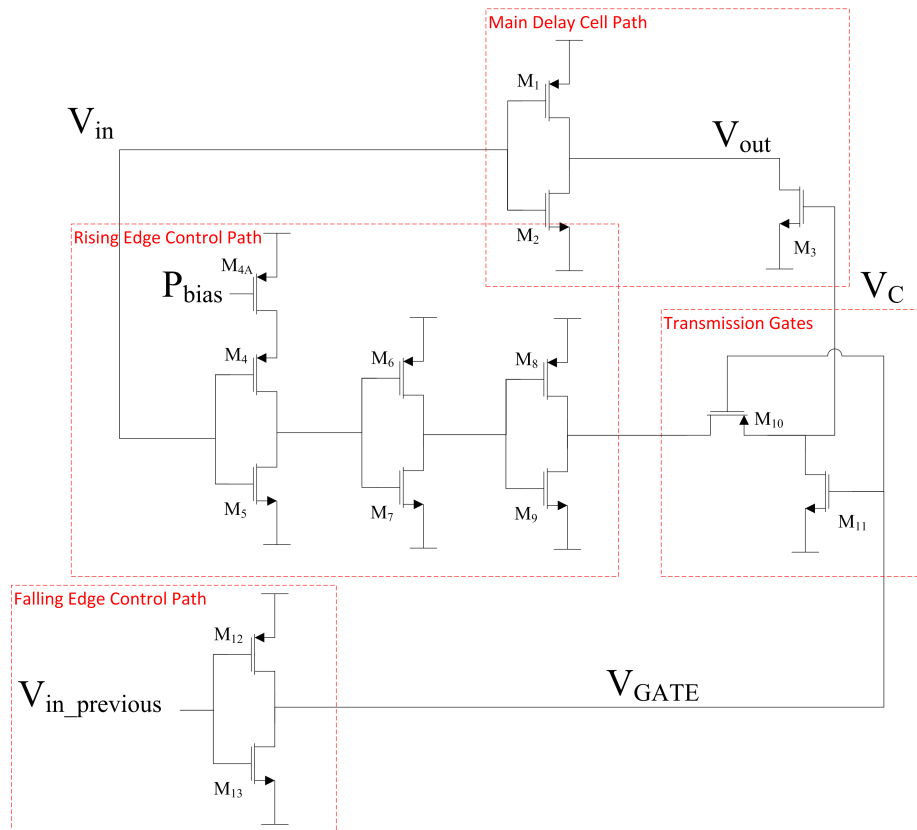 Main Delay Cell Path
M1
Vin
Vout
M2
M3
Rising Edge Control Path
M4A
Pbias
VC
Transmission Gates
M4
M6
M8
M10
M5
M7
M9
M11
Falling Edge Control Path
M12
Vin_previous
VGATE
M13